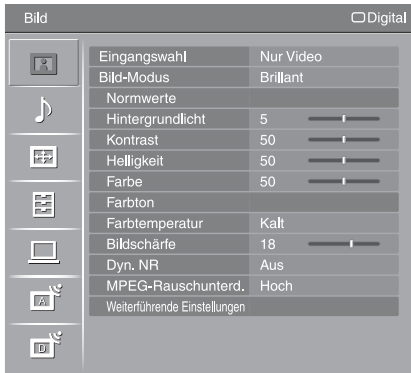 Bild Digital
Eingangswahl Nur Video
Bild-Modus Brillant
Normwerte
Hintergrundlicht 5
Kontrast 50
Helligkeit 50
Farbe 50
Farbton
Farbtemperatur Kalt
Bildschärfe 18
Dyn. NR Aus
MPEG-Rauschunterd. Hoch
Weiterführende Einstellungen
A
D